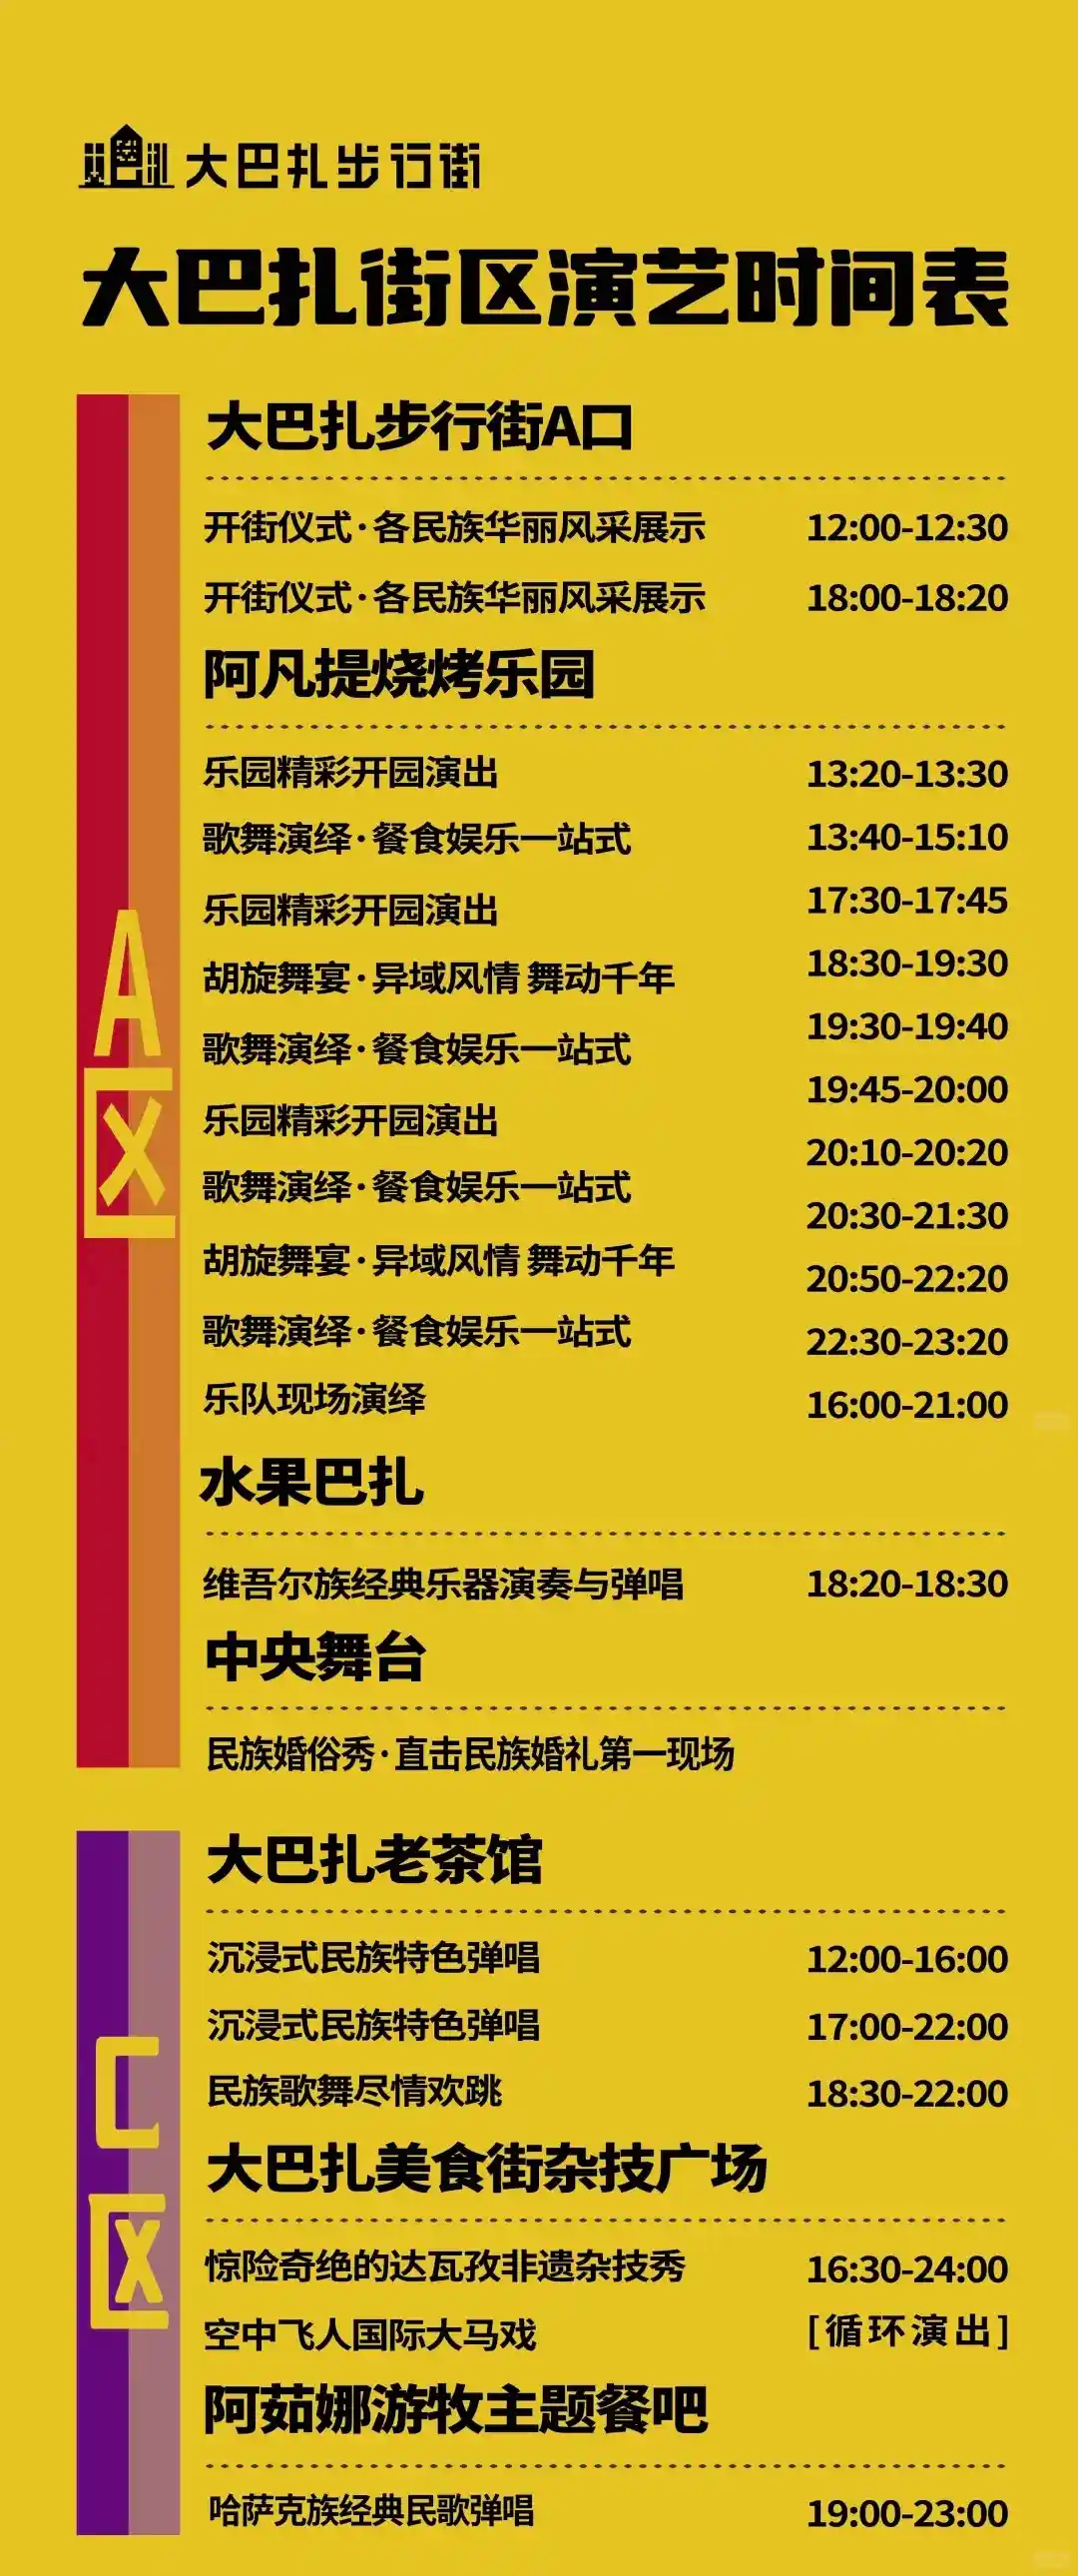 大巴扎步行街
大巴扎街区演艺时间表
A区
大巴扎步行街A口
开街仪式·各民族华丽风采展示 12:00-12:30
开街仪式·各民族华丽风采展示 18:00-18:20
阿凡提烧烤乐园
乐园精彩开园演出 13:20-13:30
歌舞演绎·餐食娱乐一站式 13:40-15:10
乐园精彩开园演出 17:30-17:45
胡旋舞宴·异域风情 舞动千年 18:30-19:30
歌舞演绎·餐食娱乐一站式 19:30-19:40
乐园精彩开园演出 19:45-20:00
歌舞演绎·餐食娱乐一站式 20:10-20:20
胡旋舞宴·异域风情 舞动千年 20:30-21:30
歌舞演绎·餐食娱乐一站式 20:50-22:20
乐队现场演绎 22:30-23:20
16:00-21:00
水果巴扎
维吾尔族经典乐器演奏与弹唱 18:20-18:30
中央舞台
民族婚俗秀·直击民族婚礼第一现场
C区
大巴扎老茶馆
沉浸式民族特色弹唱 12:00-16:00
沉浸式民族特色弹唱 17:00-22:00
民族歌舞尽情欢跳 18:30-22:00
大巴扎美食街杂技广场
惊险奇绝的达瓦孜非遗杂技秀 16:30-24:00
空中飞人国际大马戏 [循环演出]
阿茹娜游牧主题餐吧
哈萨克族经典民歌弹唱 19:00-23:00